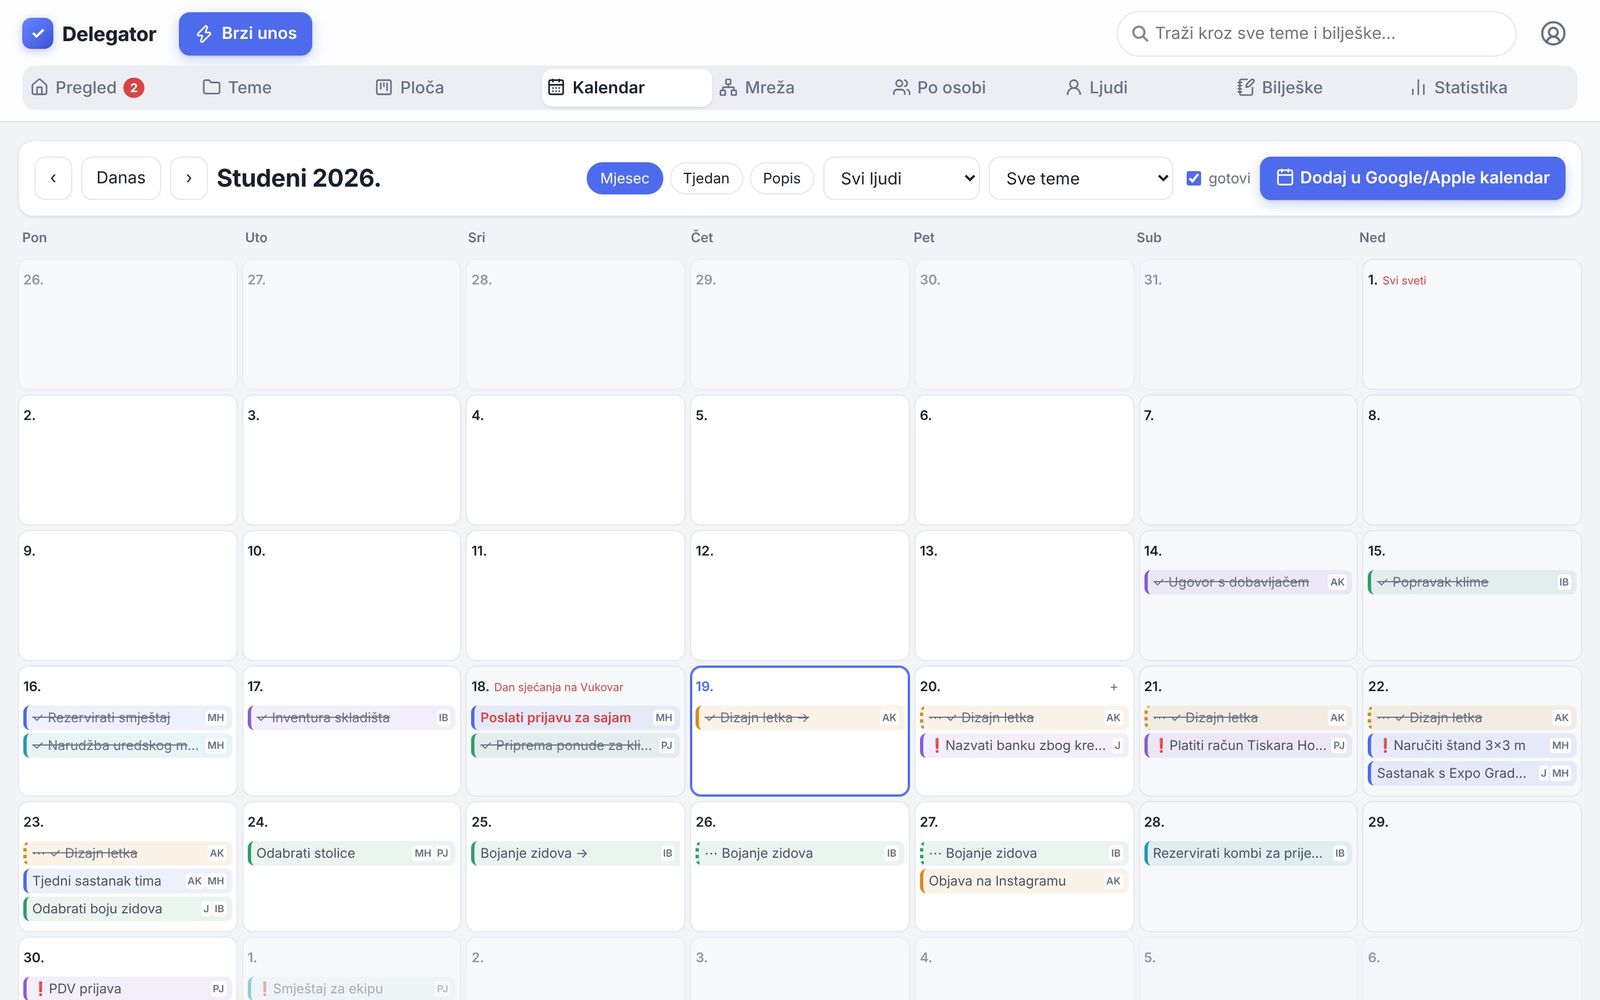 Delegator
Brzi unos
Traži kroz sve teme i bilješke...
Pregled 2
Teme
Ploča
Kalendar
Mreža
Po osobi
Ljudi
Bilješke
Statistika
‹
Danas
›
Studeni 2026.
Mjesec
Tjedan
Popis
Svi ljudi
Sve teme
gotovi
Dodaj u Google/Apple kalendar
Pon
Uto
Sri
Čet
Pet
Sub
Ned
26.
27.
28.
29.
30.
31.
1. Svi sveti
2.
3.
4.
5.
6.
7.
8.
9.
10.
11.
12.
13.
14.
✓ Ugovor s dobavljačem AK
15.
✓ Popravak klime IB
16.
✓ Rezervirati smještaj MH
✓ Narudžba uredskog m... MH
17.
✓ Inventura skladišta IB
18. Dan sjećanja na Vukovar
Poslati prijavu za sajam MH
✓ Priprema ponude za kli... PJ
19.
✓ Dizajn letka → AK
20. +
··· ✓ Dizajn letka AK
❗Nazvati banku zbog kre... J
21.
··· ✓ Dizajn letka AK
❗Platiti račun Tiskara Ho... PJ
22.
··· ✓ Dizajn letka AK
❗Naručiti štand 3×3 m MH
Sastanak s Expo Grad... J MH
23.
··· ✓ Dizajn letka AK
Tjedni sastanak tima AK MH
Odabrati boju zidova J IB
24.
Odabrati stolice MH PJ
25.
Bojanje zidova → IB
26.
··· Bojanje zidova IB
27.
··· Bojanje zidova IB
Objava na Instagramu AK
28.
Rezervirati kombi za prije... IB
29.
30.
❗PDV prijava PJ
1.
❗Smještaj za ekipu PJ
2.
3.
4.
5.
6.